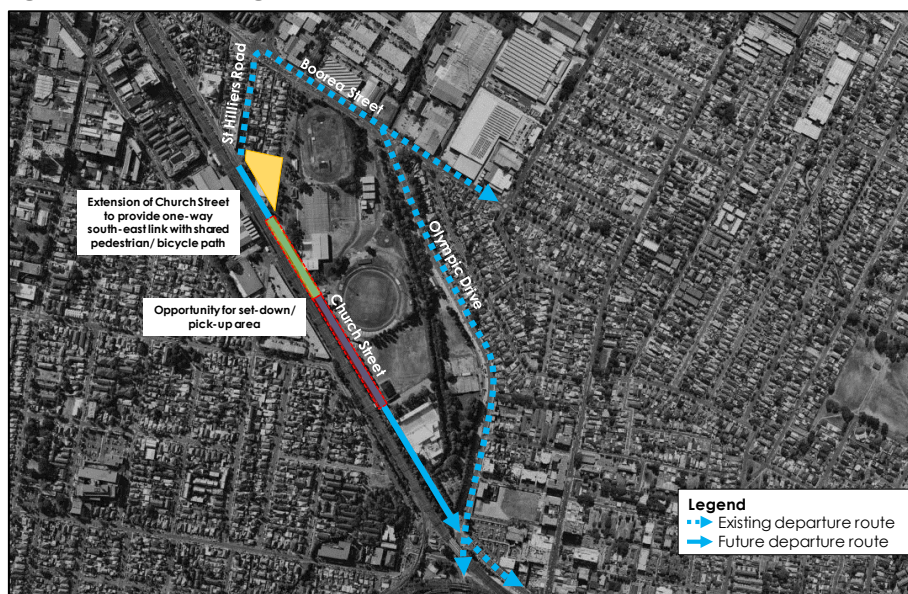 St Hilliers Road
Boorea Street
Extension of Church Street
to provide one-way
south-east link with shared
pedestrian/ bicycle path
Olympic Drive
Opportunity for set-down/
pick-up area
Church Street
Legend
Existing departure route
Future departure route